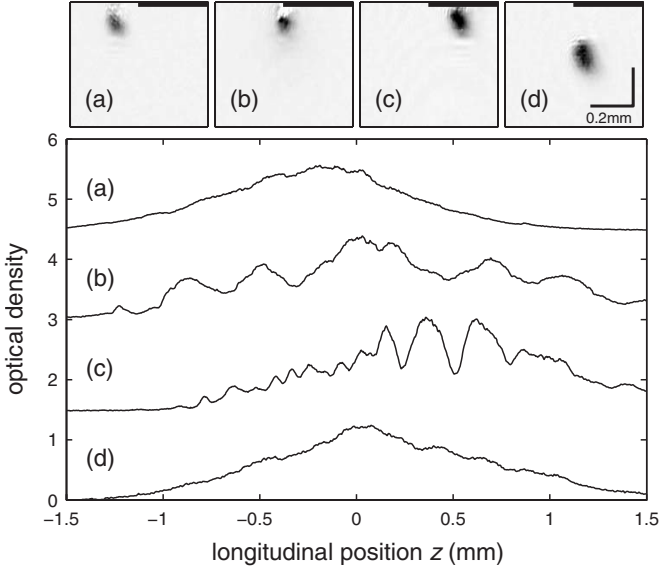 (a) (b) (c) (d)
0.2mm
6
(a)
5
4
(b)
3
(c)
2
1
(d)
0
−1.5 −1 −0.5 0 0.5 1 1.5
optical density
longitudinal position z (mm)